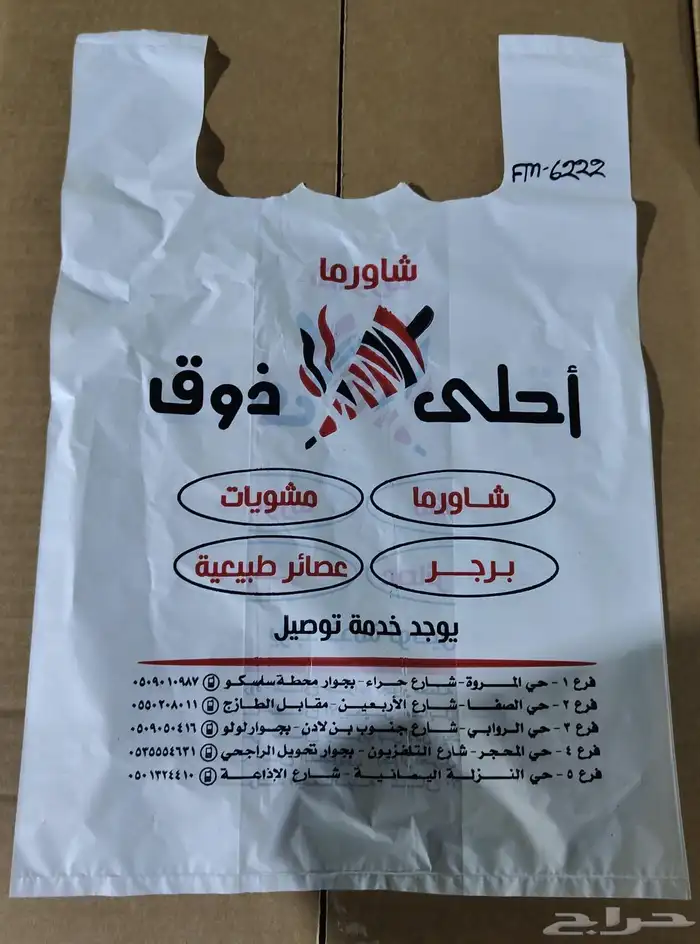 FM-6222
شاورما
أحلى ذوق
شاورما مشويات
برجر عصائر طبيعية
يوجد خدمة توصيل
فرع ١ - حي المروة - شارع حراء - بجوار محطة ساسكو ٠٥٠٩٠١٠٩٨٧
فرع ٢ - حي الصفا - شارع الأربعين - مقابل الطازج ٠٥٥٠٢٠٨٠١١
فرع ٣ - حي الروابي - شارع جنوب بن لادن - بجوار لولو ٠٥٠٩٠٥٠٤١٦
فرع ٤ - حي المحجر - شارع التلفزيون - بجوار تحويل الراجحي ٠٥٣٥٥٥٤٦٣١
فرع ٥ - حي النزلة اليمانية - شارع الإذاعة ٠٥٠١٣٢٤٤١٠
حراج